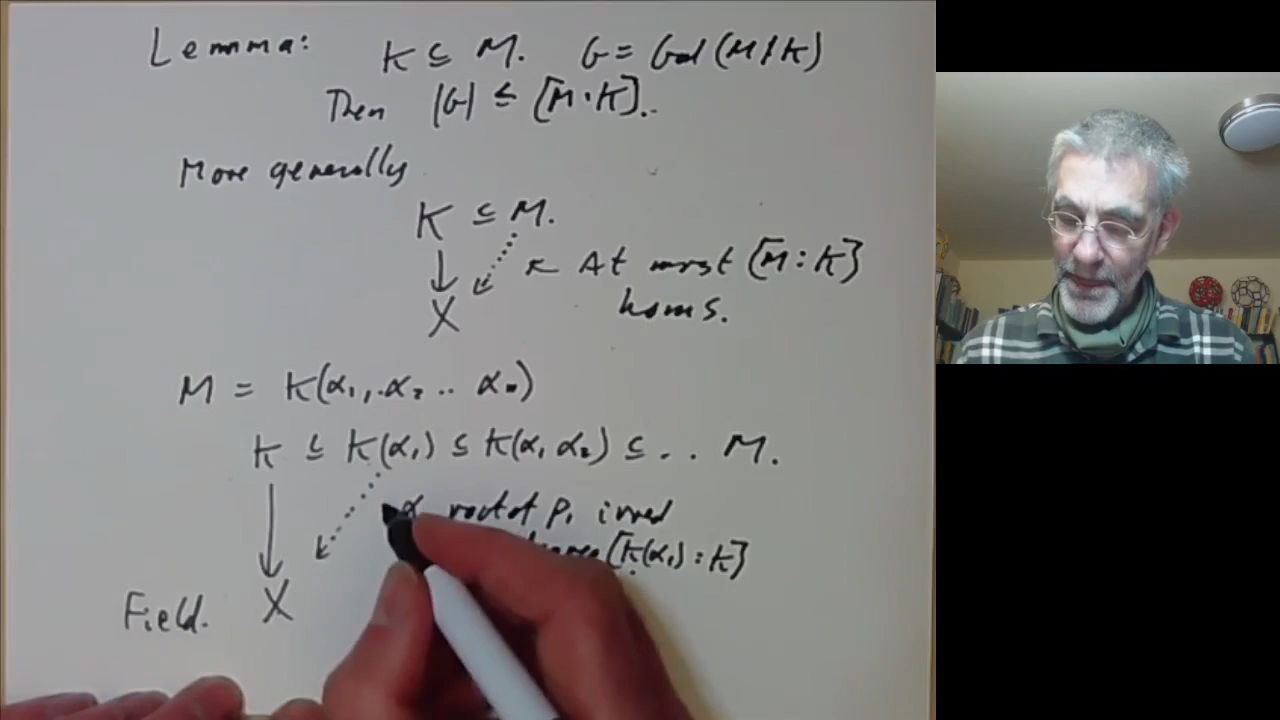 Lemma: K ⊆ M. G = Gal (M/K)
Then |G| ≤ [M:K].
More generally
K ⊆ M.
↓ ↙ ← At most [M:K]
X homs.
M = K(α₁, α₂ .. αₙ)
K ⊆ K(α₁) ⊆ K(α₁ α₂) ⊆ .. M.
α root of p₁ irred
[K(α₁) : K]
Field. X